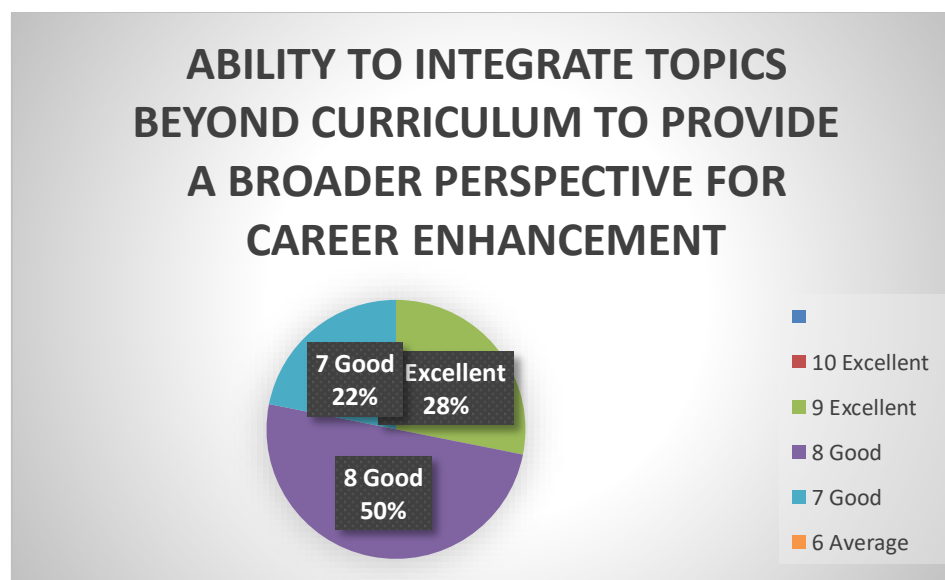 ABILITY TO INTEGRATE TOPICS
BEYOND CURRICULUM TO PROVIDE
A BROADER PERSPECTIVE FOR
CAREER ENHANCEMENT
7 Good
22%
Excellent
28%
8 Good
50%
10 Excellent
9 Excellent
8 Good
7 Good
6 Average